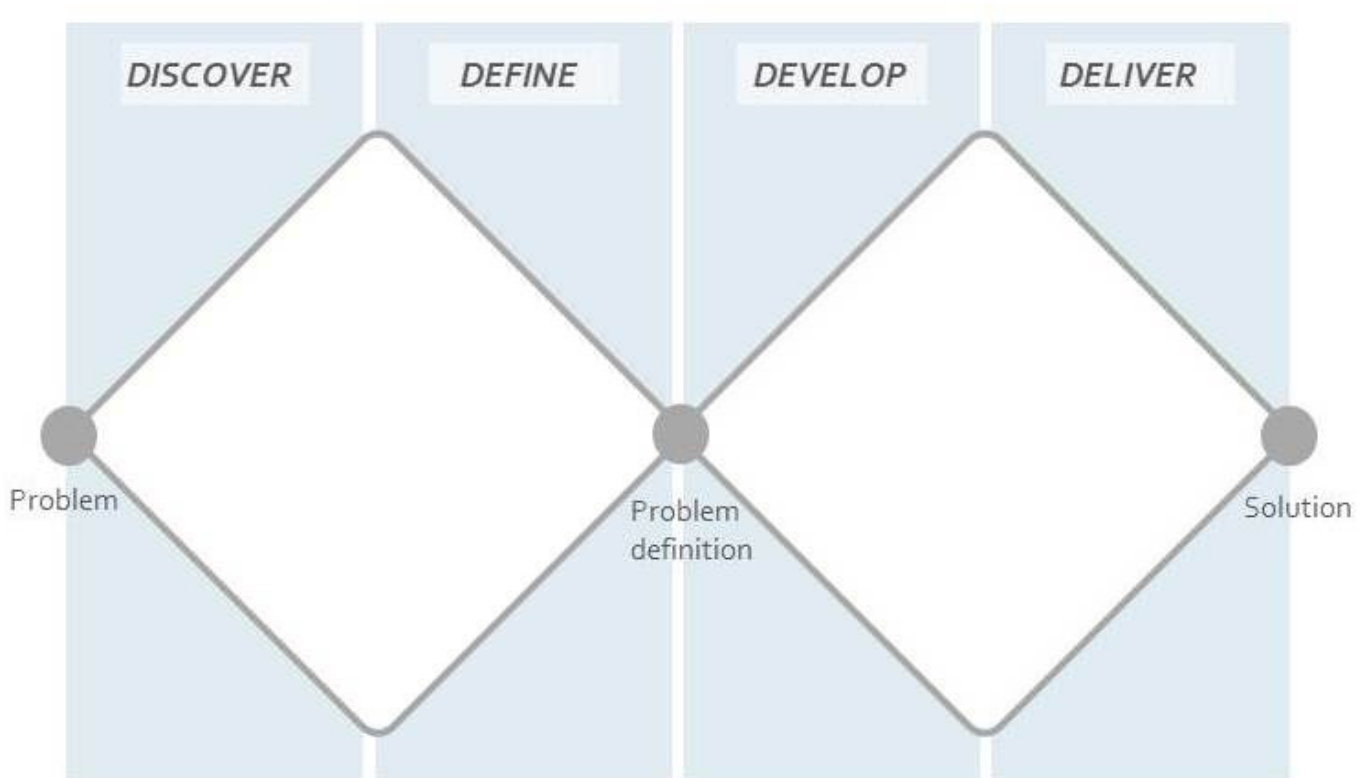 DISCOVER
DEFINE
DEVELOP
DELIVER
Problem
Problem
definition
Solution